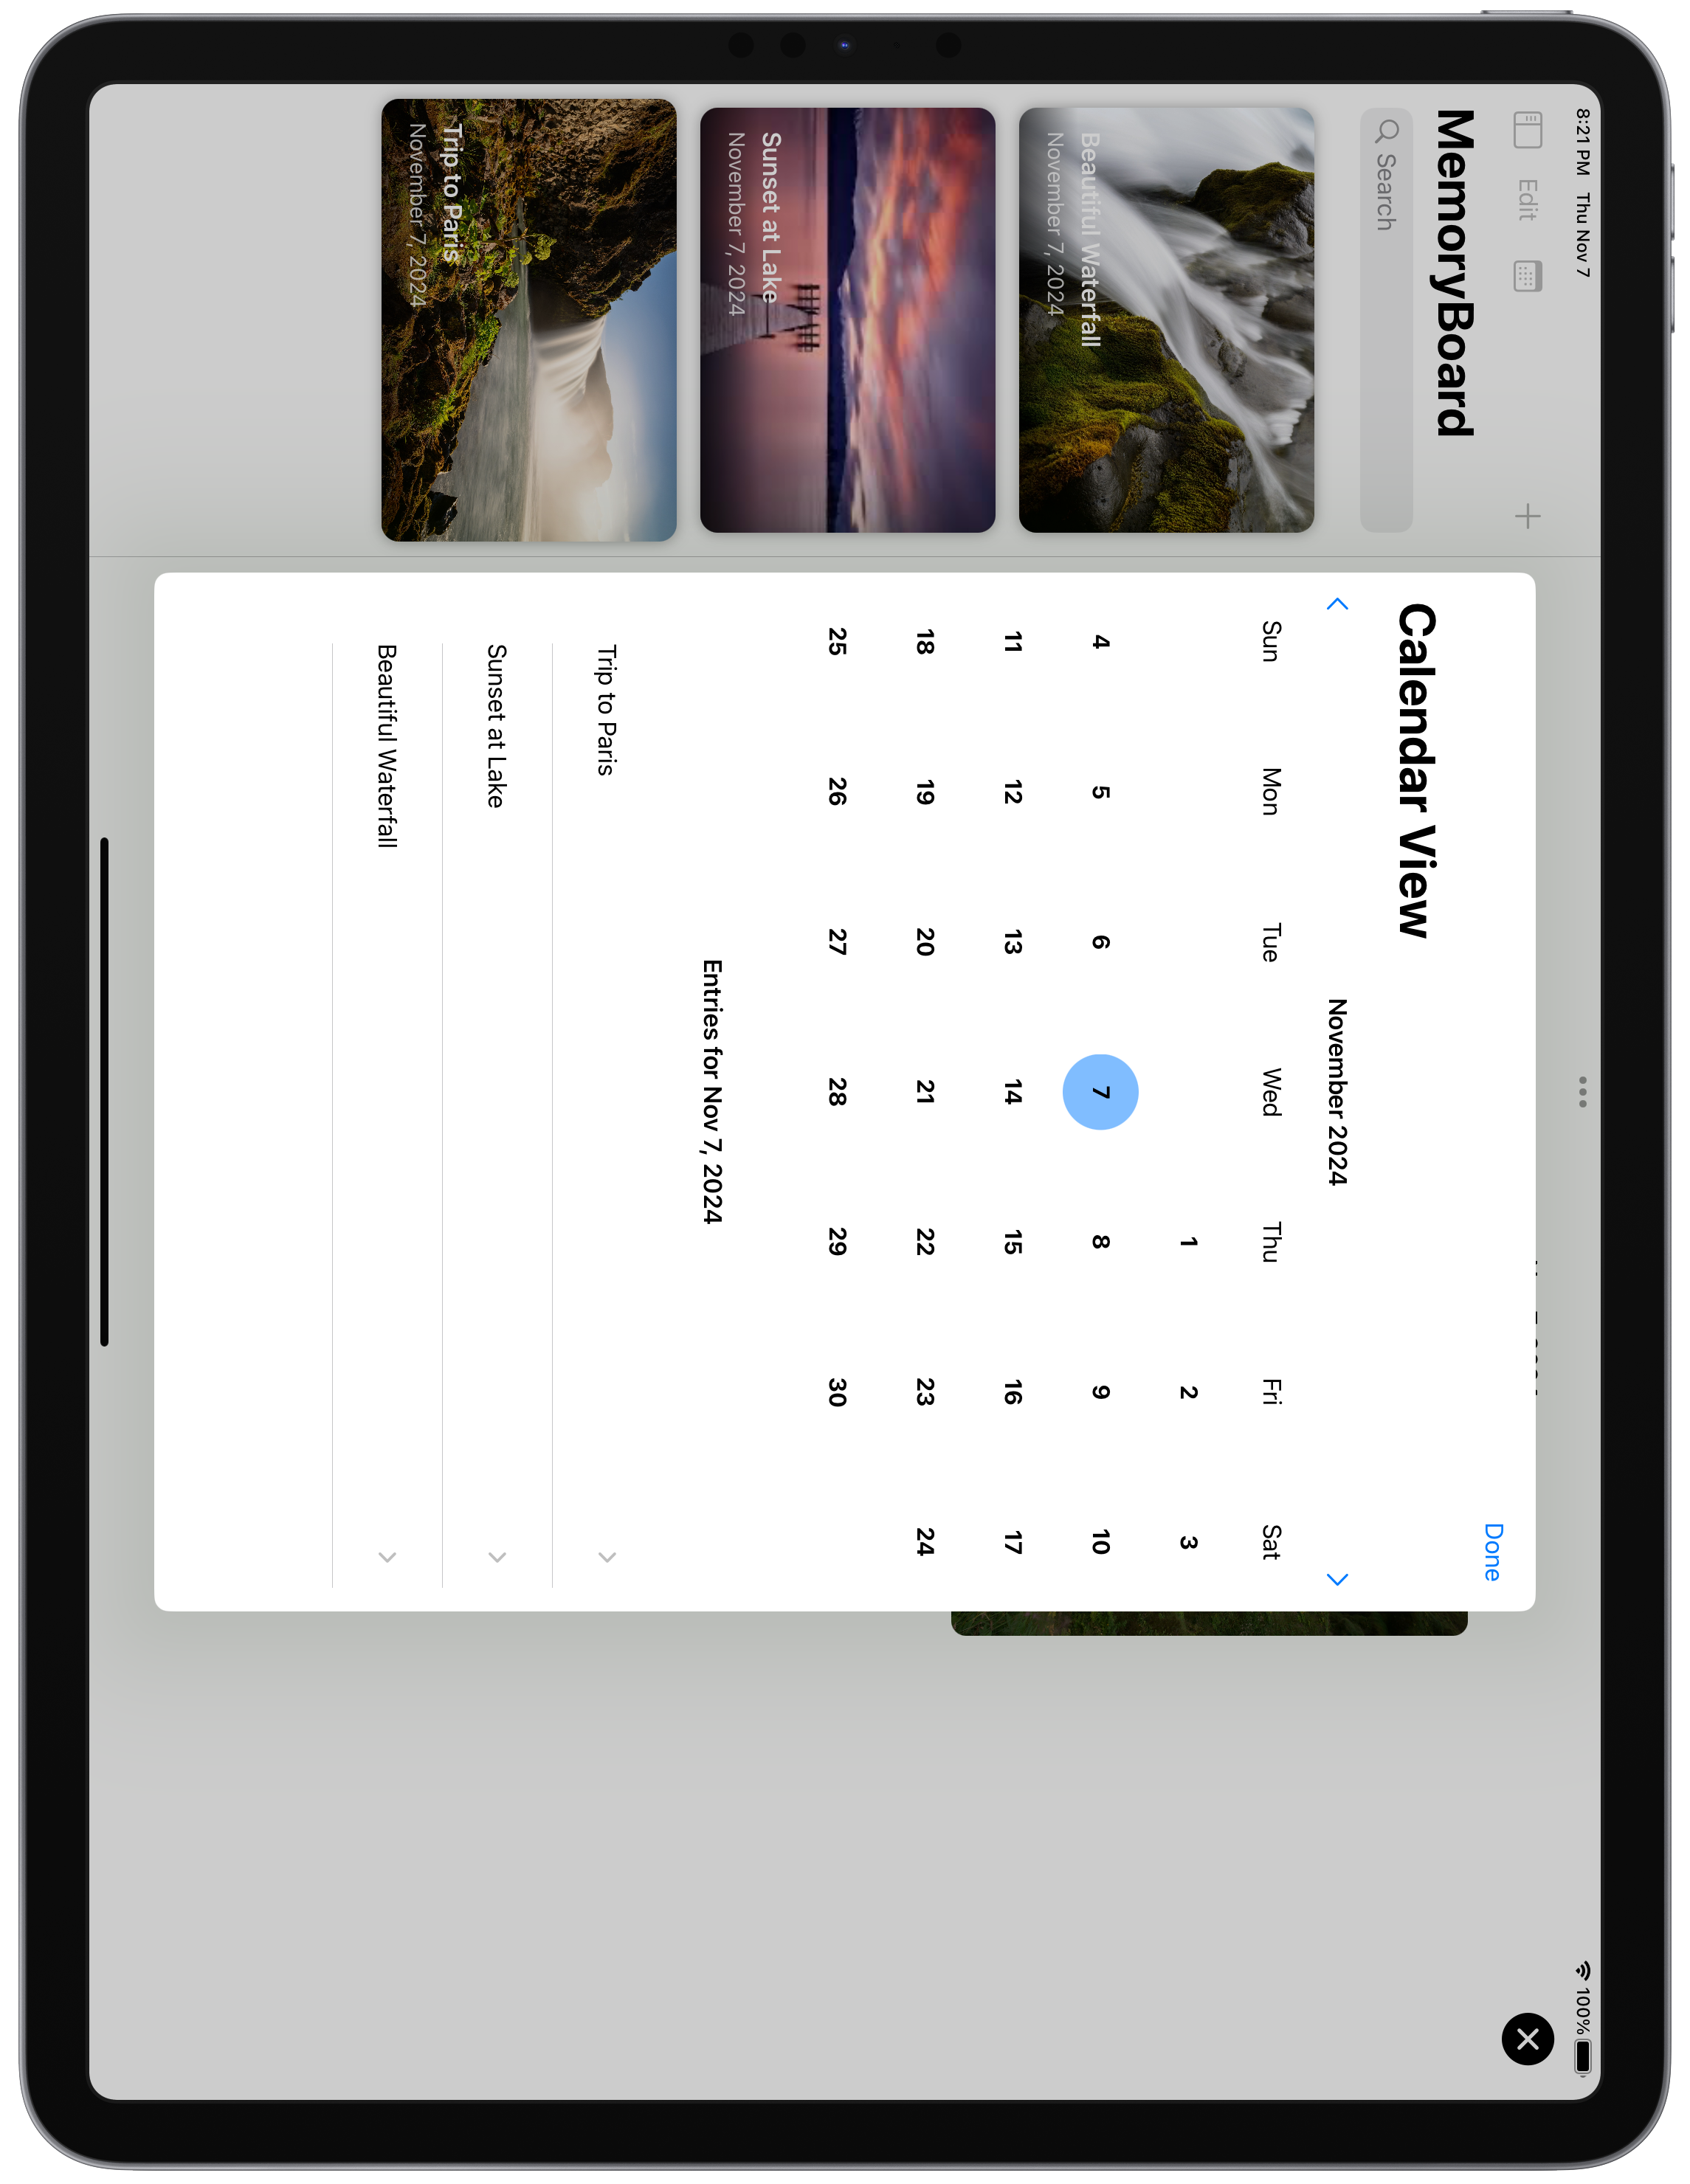 8:21 PM Thu Nov 7
100%
Edit
MemoryBoard
Search
Beautiful Waterfall
November 7, 2024
Sunset at Lake
November 7, 2024
Trip to Paris
November 7, 2024
Done
Calendar View
November 2024
Sun Mon Tue Wed Thu Fri Sat
1 2 3
4 5 6 7 8 9 10
11 12 13 14 15 16 17
18 19 20 21 22 23 24
25 26 27 28 29 30
Entries for Nov 7, 2024
Trip to Paris
Sunset at Lake
Beautiful Waterfall